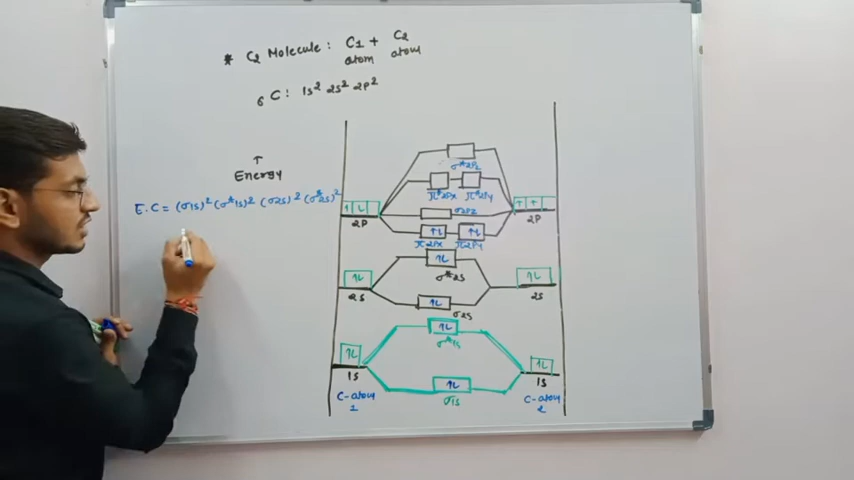 * C2 Molecule: C1 + C2
atom atom
6 C: 1s² 2s² 2p²
↑
Energy
E.C = (σ1s)² (σ*1s)² (σ2s)² (σ*2s)²
σ*2Pz
π*2Px π*2Py
σ2Pz
2P 2P
π2Px π2Py
σ*2s
2s 2s
σ2s
σ*1s
1s 1s
σ1s
C-atom C-atom
1 2